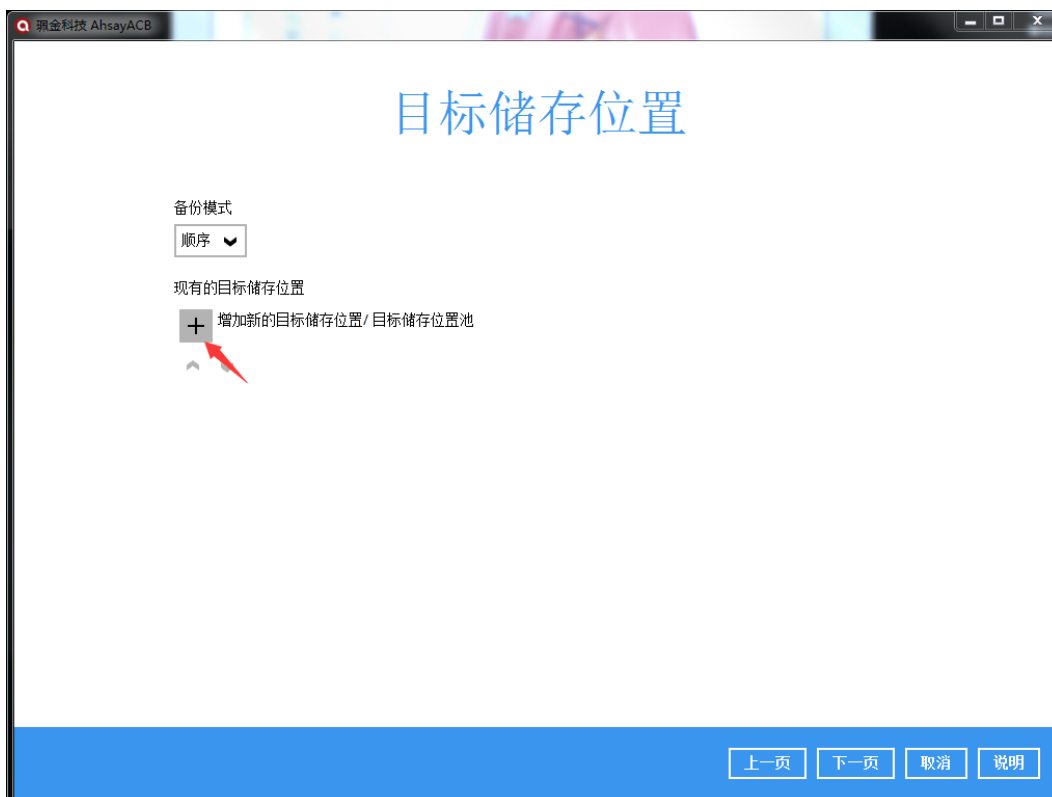 珮金科技 AhsayACB
目标储存位置
备份模式
顺序
现有的目标储存位置
增加新的目标储存位置/ 目标储存位置池
上一页
下一页
取消
说明